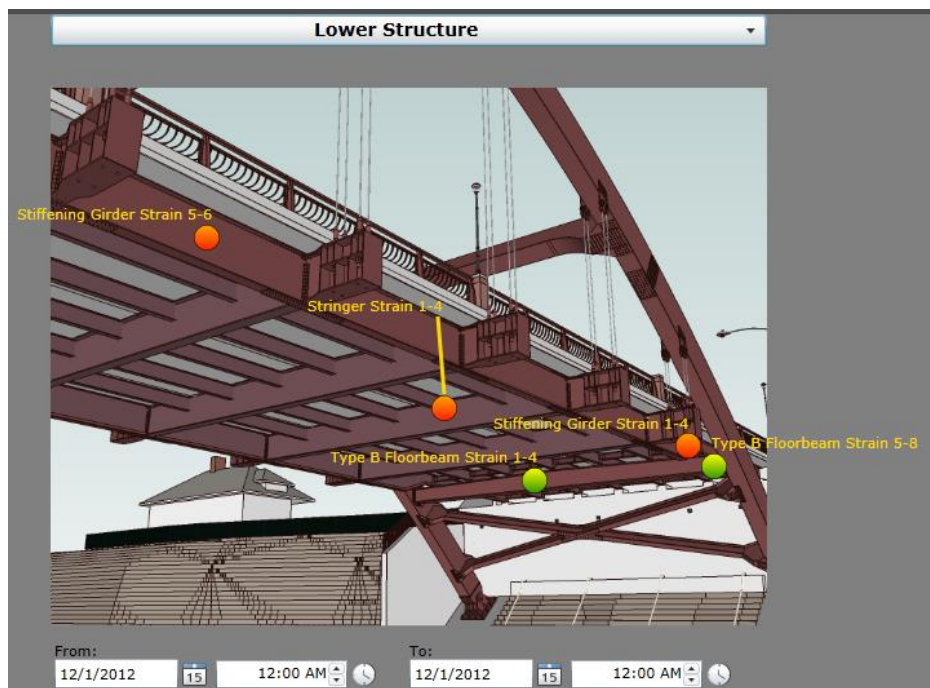 Lower Structure
Stiffening Girder Strain 5-6
Stringer Strain 1-4
Stiffening Girder Strain 1-4
Type B Floorbeam Strain 5-8
Type B Floorbeam Strain 1-4
From:
To:
12/1/2012 15 12:00 AM
12/1/2012 15 12:00 AM